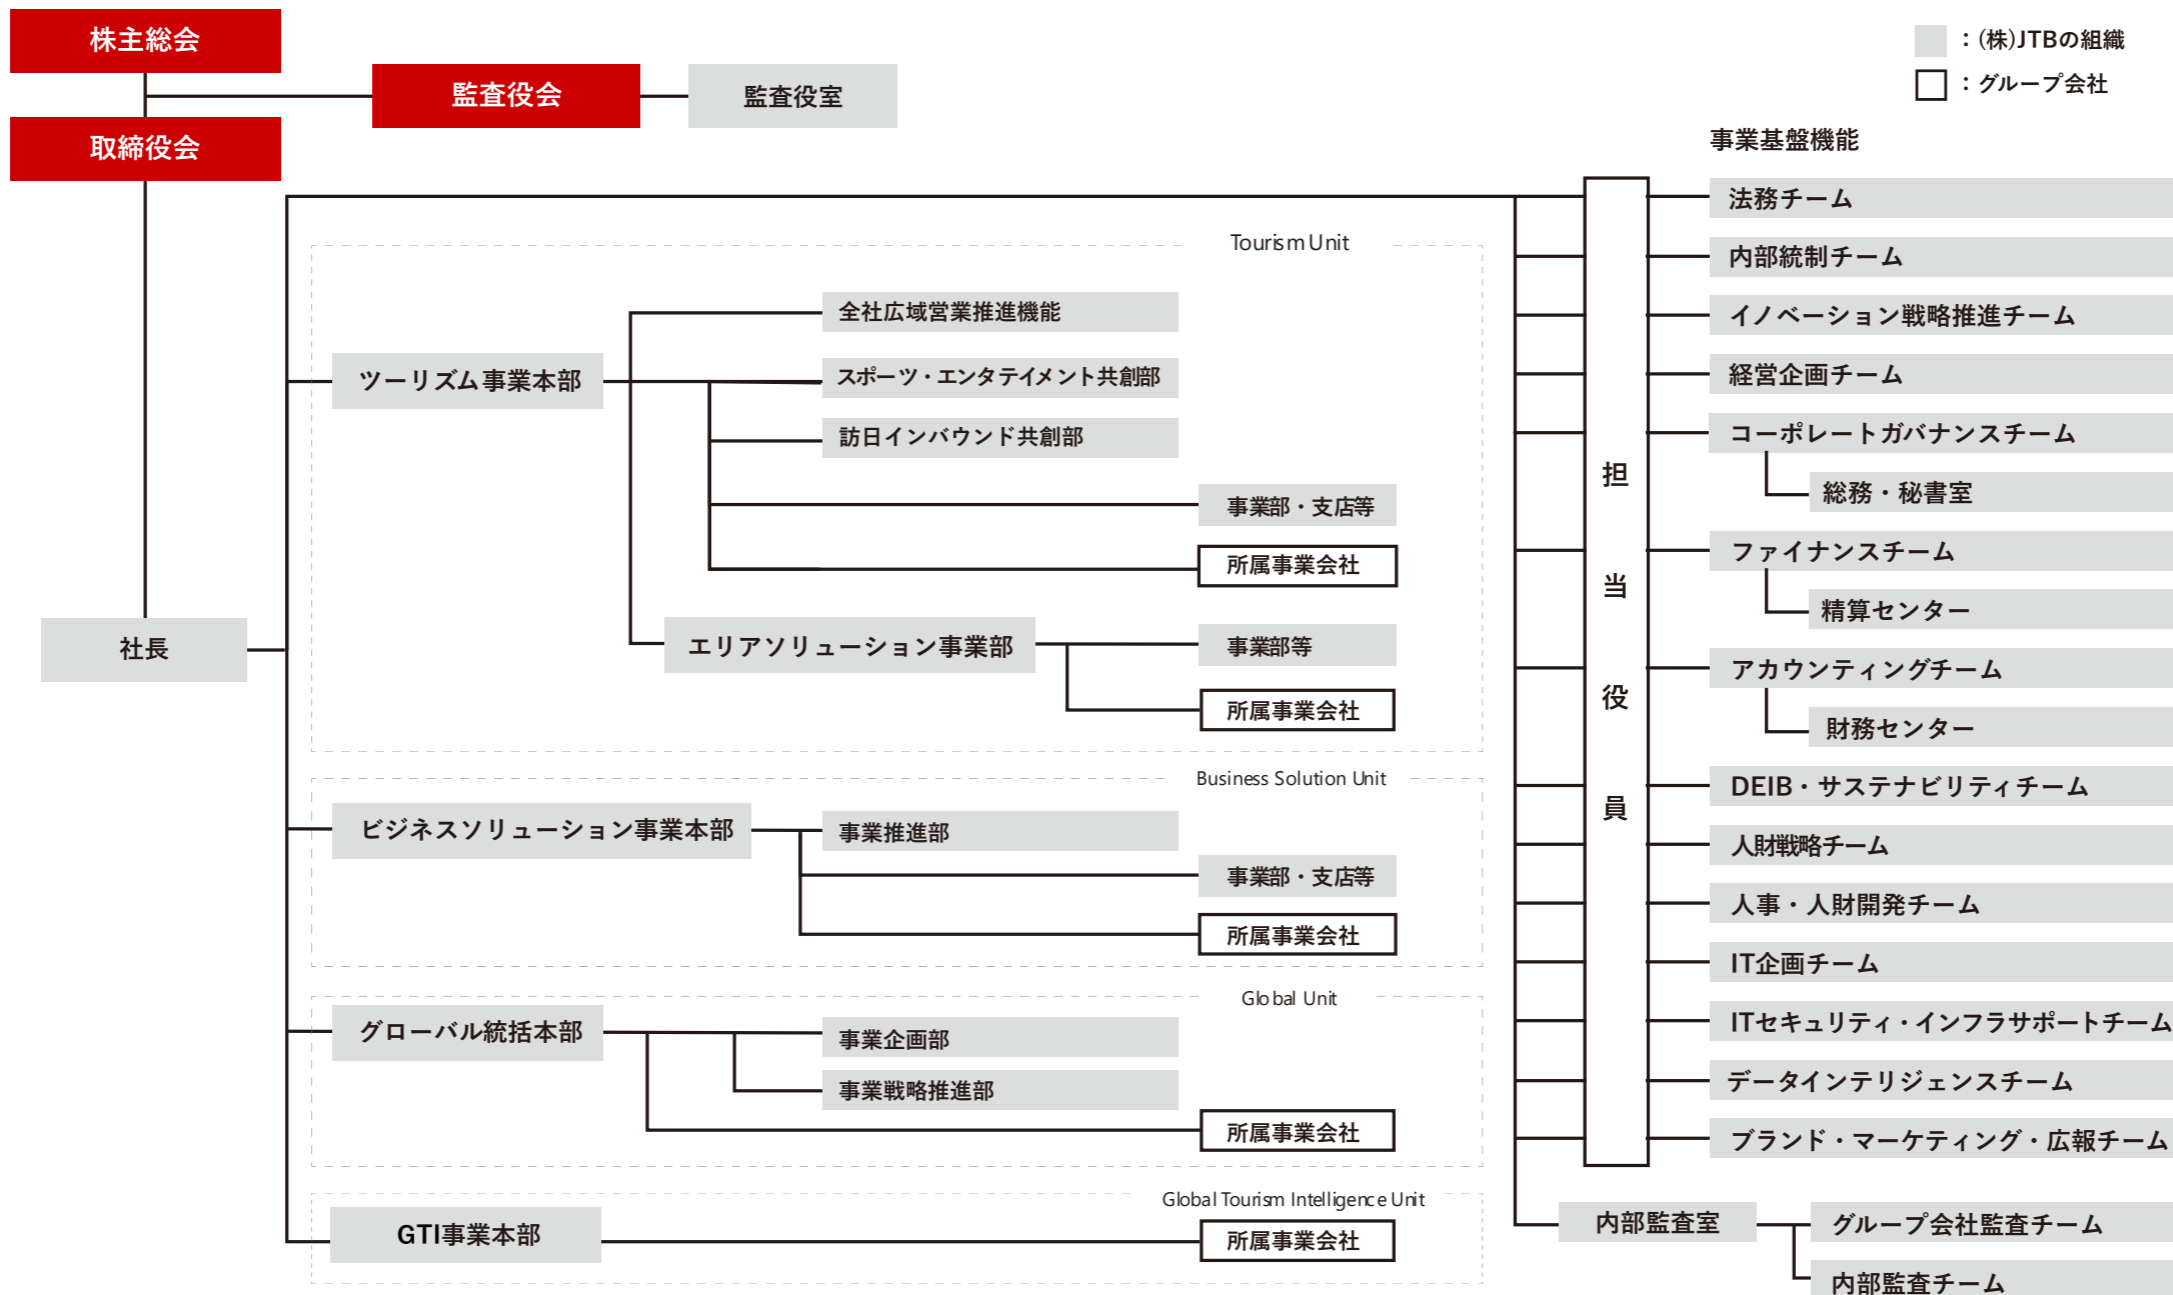 株主総会
監査役会
監査役室
取締役会
社長
：(株)JTBの組織
：グループ会社
Tourism Unit
ツーリズム事業本部
全社広域営業推進機能
スポーツ・エンタテイメント共創部
訪日インバウンド共創部
事業部・支店等
所属事業会社
エリアソリューション事業部
事業部等
所属事業会社
Business Solution Unit
ビジネスソリューション事業本部
事業推進部
事業部・支店等
所属事業会社
Global Unit
グローバル統括本部
事業企画部
事業戦略推進部
所属事業会社
Global Tourism Intelligence Unit
GTI事業本部
所属事業会社
担当役員
事業基盤機能
法務チーム
内部統制チーム
イノベーション戦略推進チーム
経営企画チーム
コーポレートガバナンスチーム
総務・秘書室
ファイナンスチーム
精算センター
アカウンティングチーム
財務センター
DEIB・サステナビリティチーム
人財戦略チーム
人事・人財開発チーム
IT企画チーム
ITセキュリティ・インフラサポートチーム
データインテリジェンスチーム
ブランド・マーケティング・広報チーム
内部監査室
グループ会社監査チーム
内部監査チーム